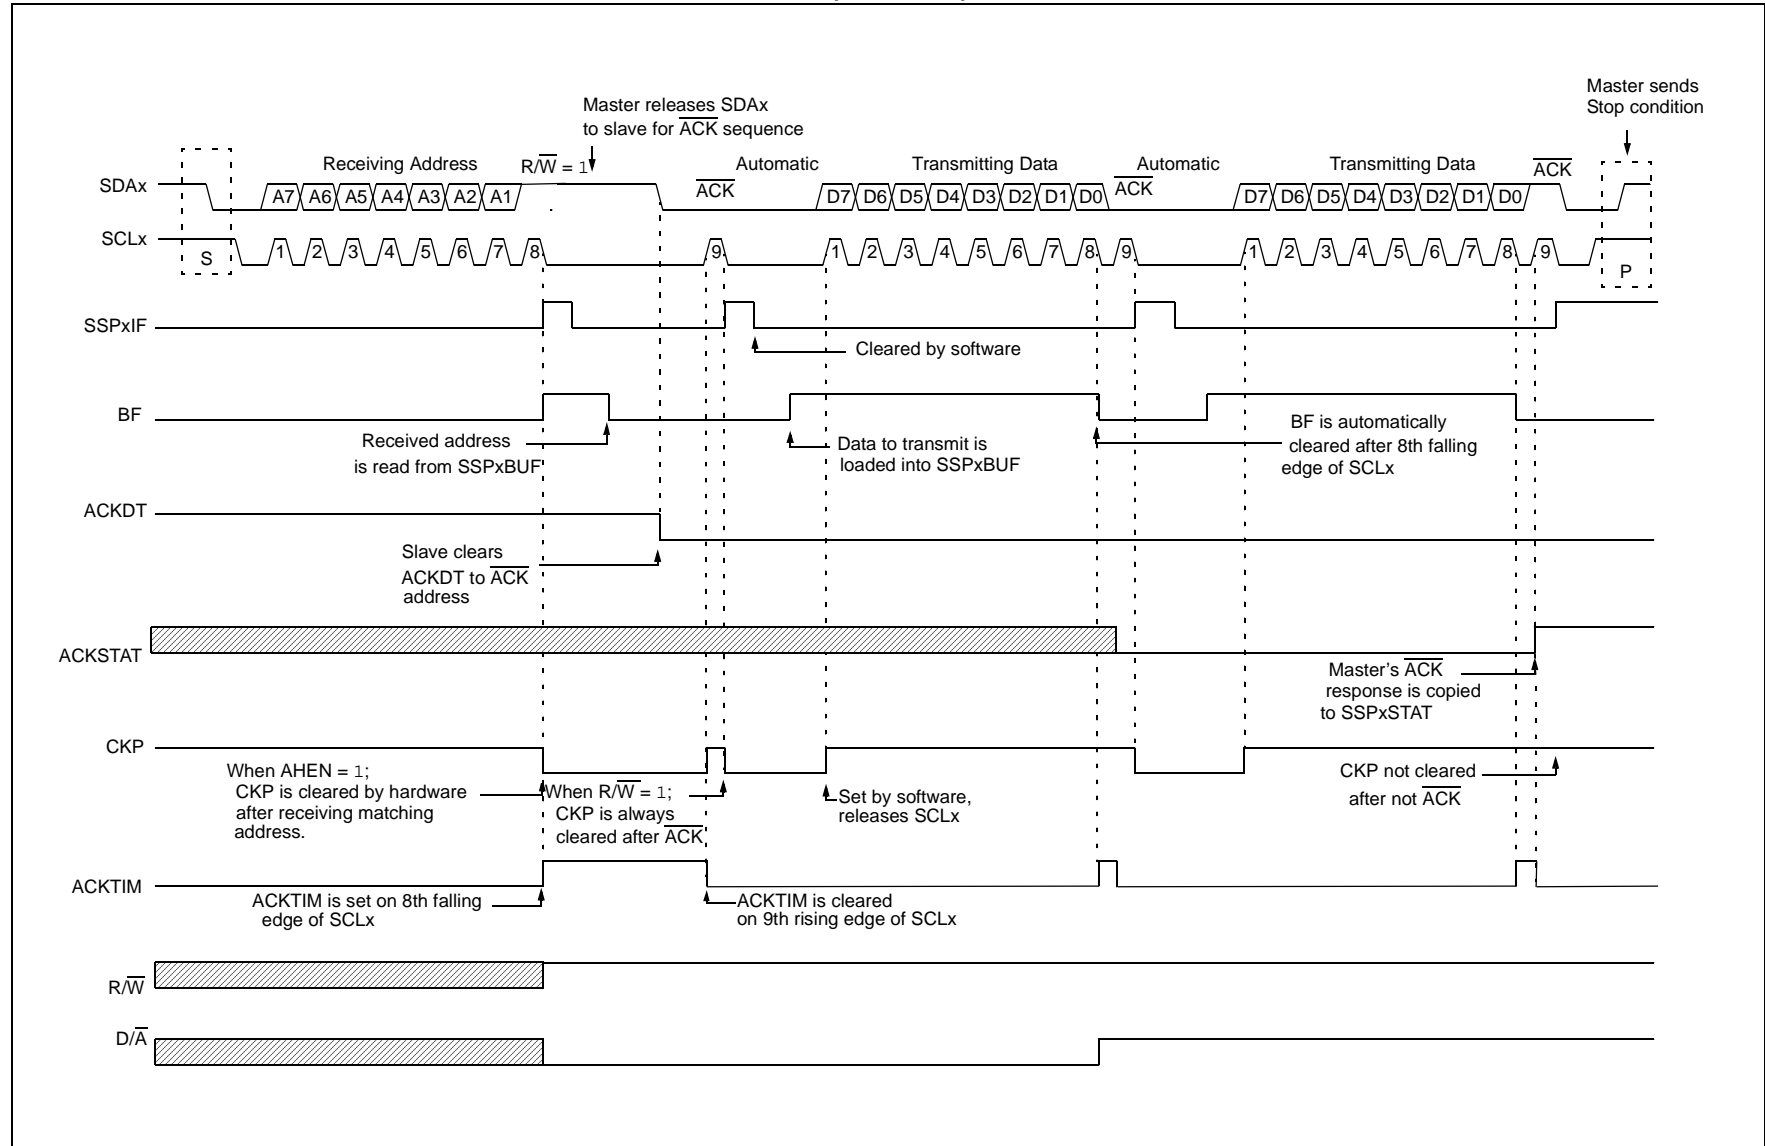 Master sends
Stop condition
Master releases SDAx
to slave for ACK sequence
Receiving Address
R/W = 1
Automatic
Transmitting Data
Automatic
Transmitting Data
ACK
ACK
ACK
SDAx
A7 A6 A5 A4 A3 A2 A1
D7 D6 D5 D4 D3 D2 D1 D0
D7 D6 D5 D4 D3 D2 D1 D0
SCLx
S
1 2 3 4 5 6 7 8 9
1 2 3 4 5 6 7 8 9
1 2 3 4 5 6 7 8 9
P
SSPxIF
Cleared by software
BF
Received address
is read from SSPxBUF
Data to transmit is
loaded into SSPxBUF
BF is automatically
cleared after 8th falling
edge of SCLx
ACKDT
Slave clears
ACKDT to ACK
address
ACKSTAT
Master's ACK
response is copied
to SSPxSTAT
CKP
When AHEN = 1;
CKP is cleared by hardware
after receiving matching
address.
When R/W = 1;
CKP is always
cleared after ACK
Set by software,
releases SCLx
CKP not cleared
after not ACK
ACKTIM
ACKTIM is set on 8th falling
edge of SCLx
ACKTIM is cleared
on 9th rising edge of SCLx
R/W
D/A